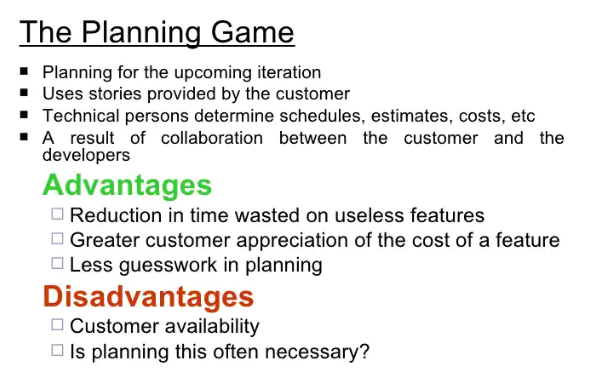 The Planning Game
▪ Planning for the upcoming iteration
▪ Uses stories provided by the customer
▪ Technical persons determine schedules, estimates, costs, etc
▪ A result of collaboration between the customer and the
developers
Advantages
□ Reduction in time wasted on useless features
□ Greater customer appreciation of the cost of a feature
□ Less guesswork in planning
Disadvantages
□ Customer availability
□ Is planning this often necessary?